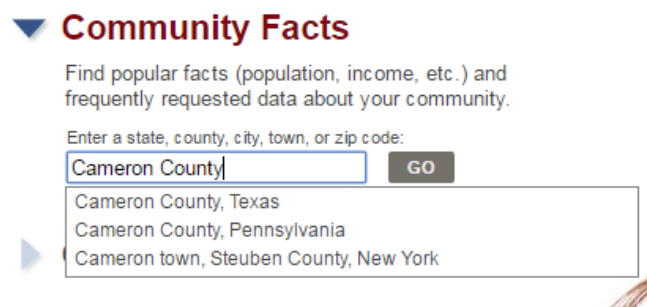 Community Facts
Find popular facts (population, income, etc.) and
frequently requested data about your community.
Enter a state, county, city, town, or zip code:
Cameron County GO
Cameron County, Texas
Cameron County, Pennsylvania
Cameron town, Steuben County, New York